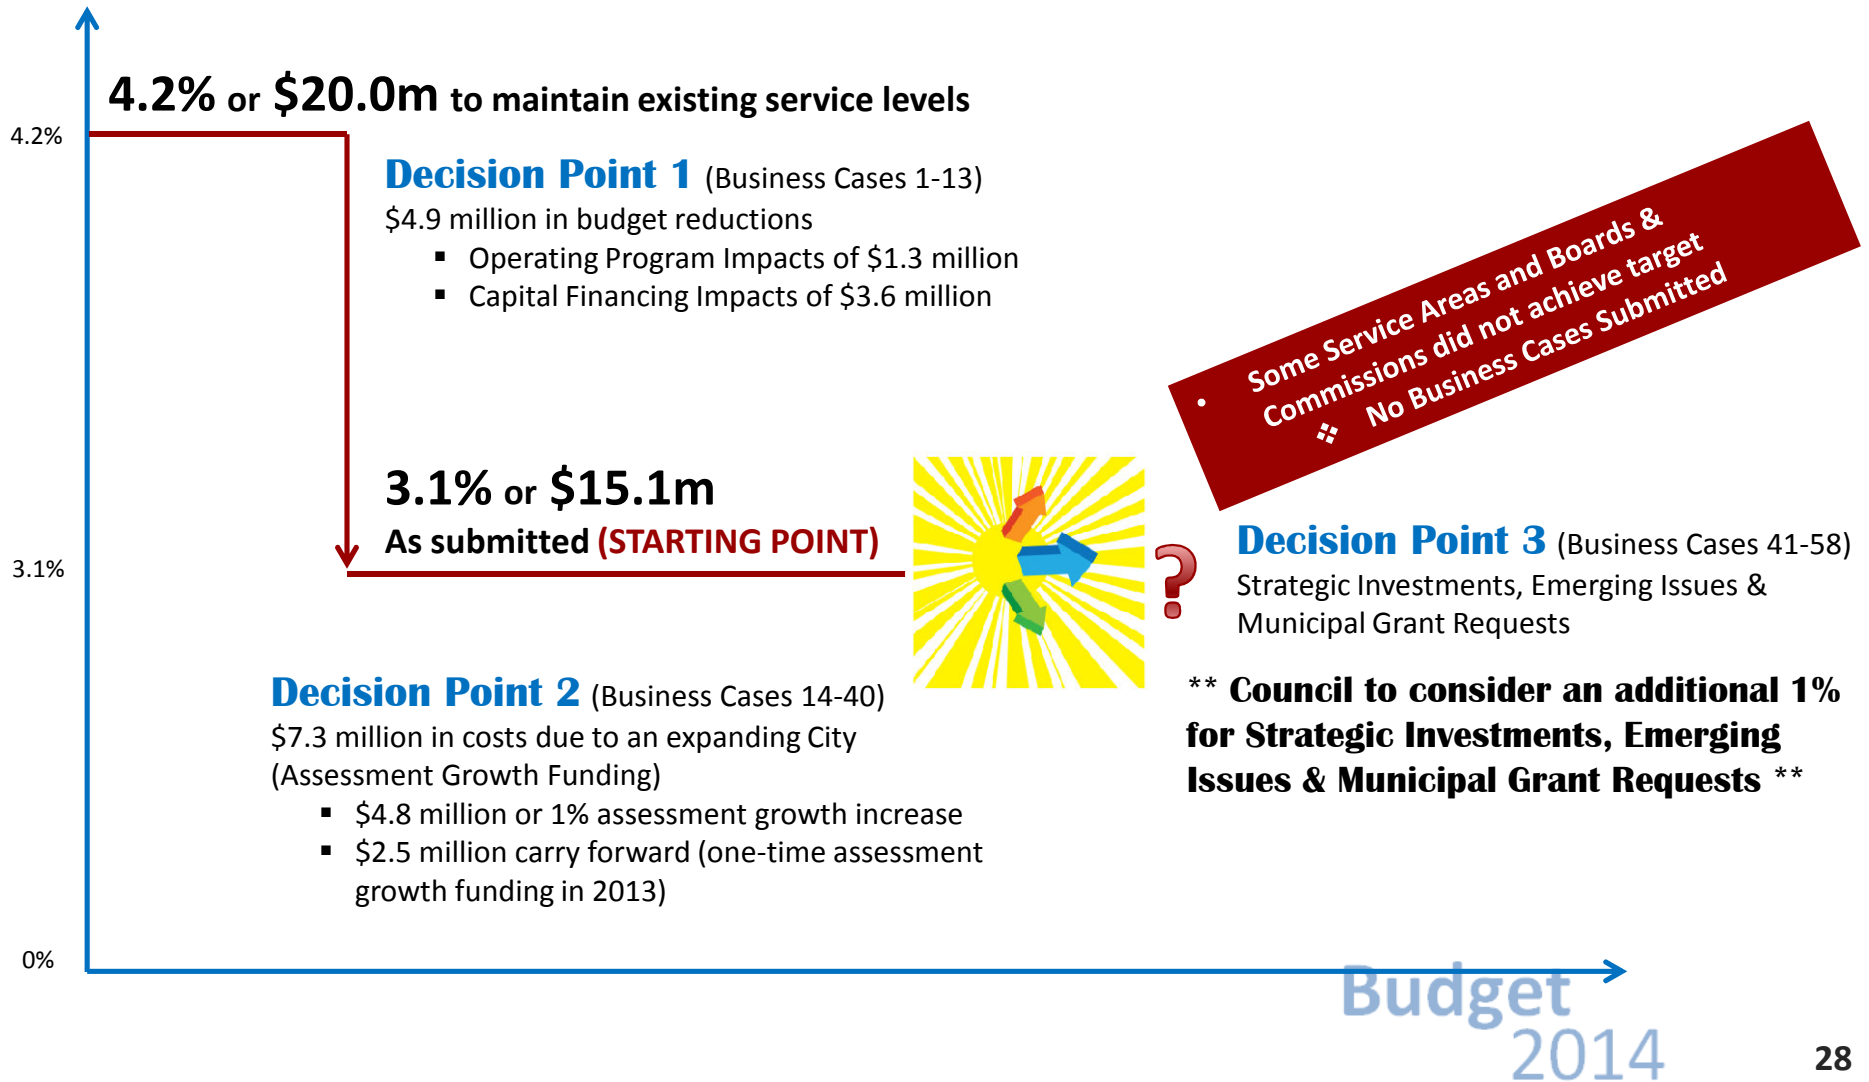 4.2% or $20.0m to maintain existing service levels
4.2%
Decision Point 1 (Business Cases 1-13)
$4.9 million in budget reductions
▪ Operating Program Impacts of $1.3 million
▪ Capital Financing Impacts of $3.6 million
• Some Service Areas and Boards &
Commissions did not achieve target
❖ No Business Cases Submitted
3.1% or $15.1m
As submitted (STARTING POINT)
3.1%
?
Decision Point 3 (Business Cases 41-58)
Strategic Investments, Emerging Issues &
Municipal Grant Requests
** Council to consider an additional 1%
for Strategic Investments, Emerging
Issues & Municipal Grant Requests **
Decision Point 2 (Business Cases 14-40)
$7.3 million in costs due to an expanding City
(Assessment Growth Funding)
▪ $4.8 million or 1% assessment growth increase
▪ $2.5 million carry forward (one-time assessment
growth funding in 2013)
0%
Budget
2014
28